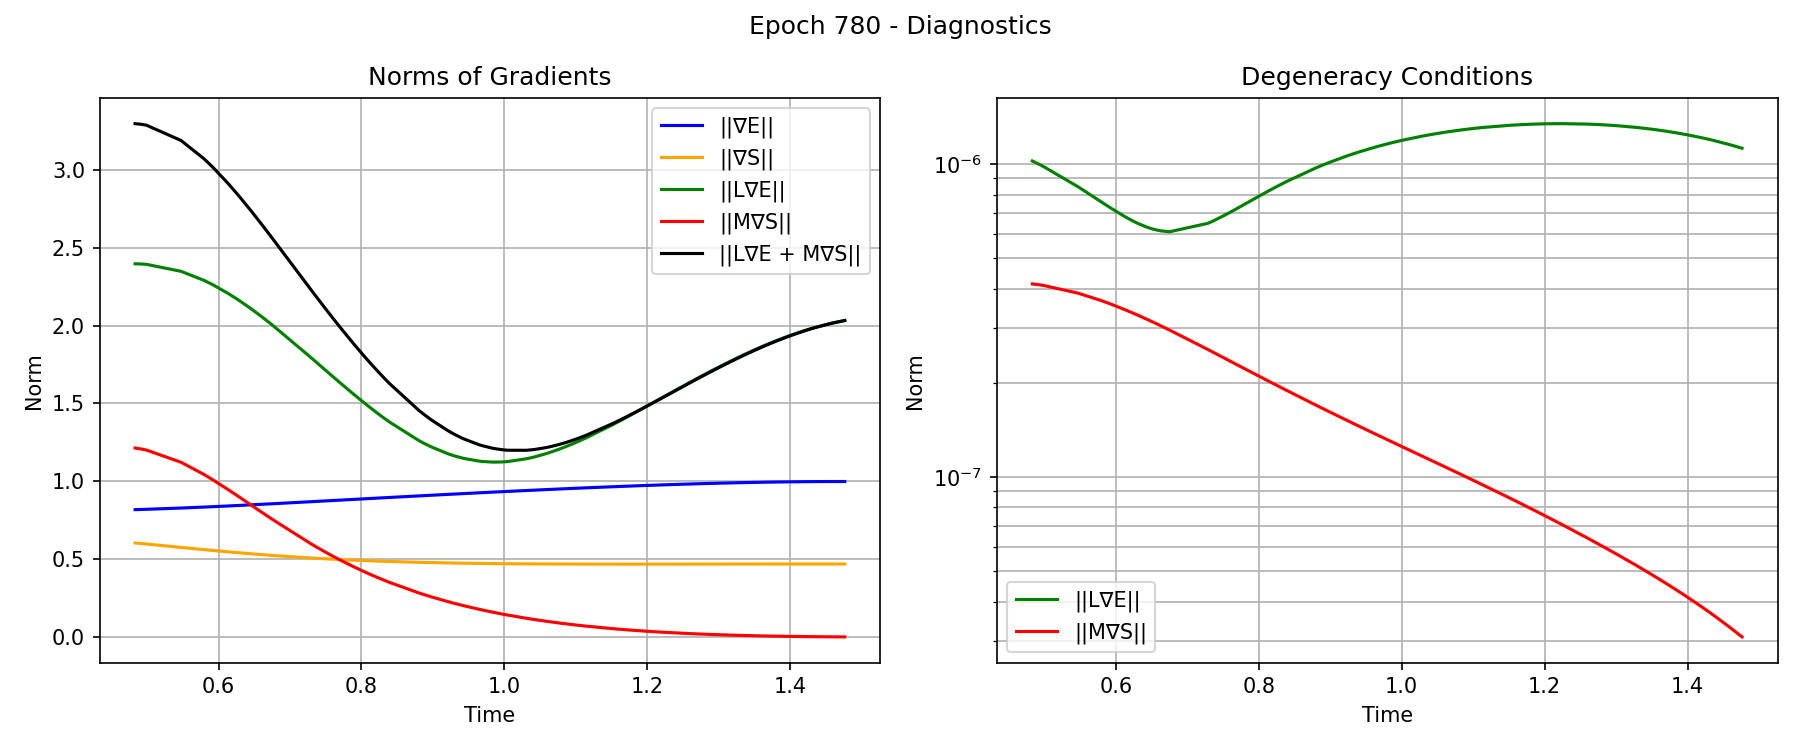 Epoch 780 - Diagnostics
Norms of Gradients
Norm
3.0
2.5
2.0
1.5
1.0
0.5
0.0
||∇E||
||∇S||
||L∇E||
||M∇S||
||L∇E + M∇S||
0.6 0.8 1.0 1.2 1.4
Time
Degeneracy Conditions
Norm
10⁻⁶
10⁻⁷
||L∇E||
||M∇S||
0.6 0.8 1.0 1.2 1.4
Time